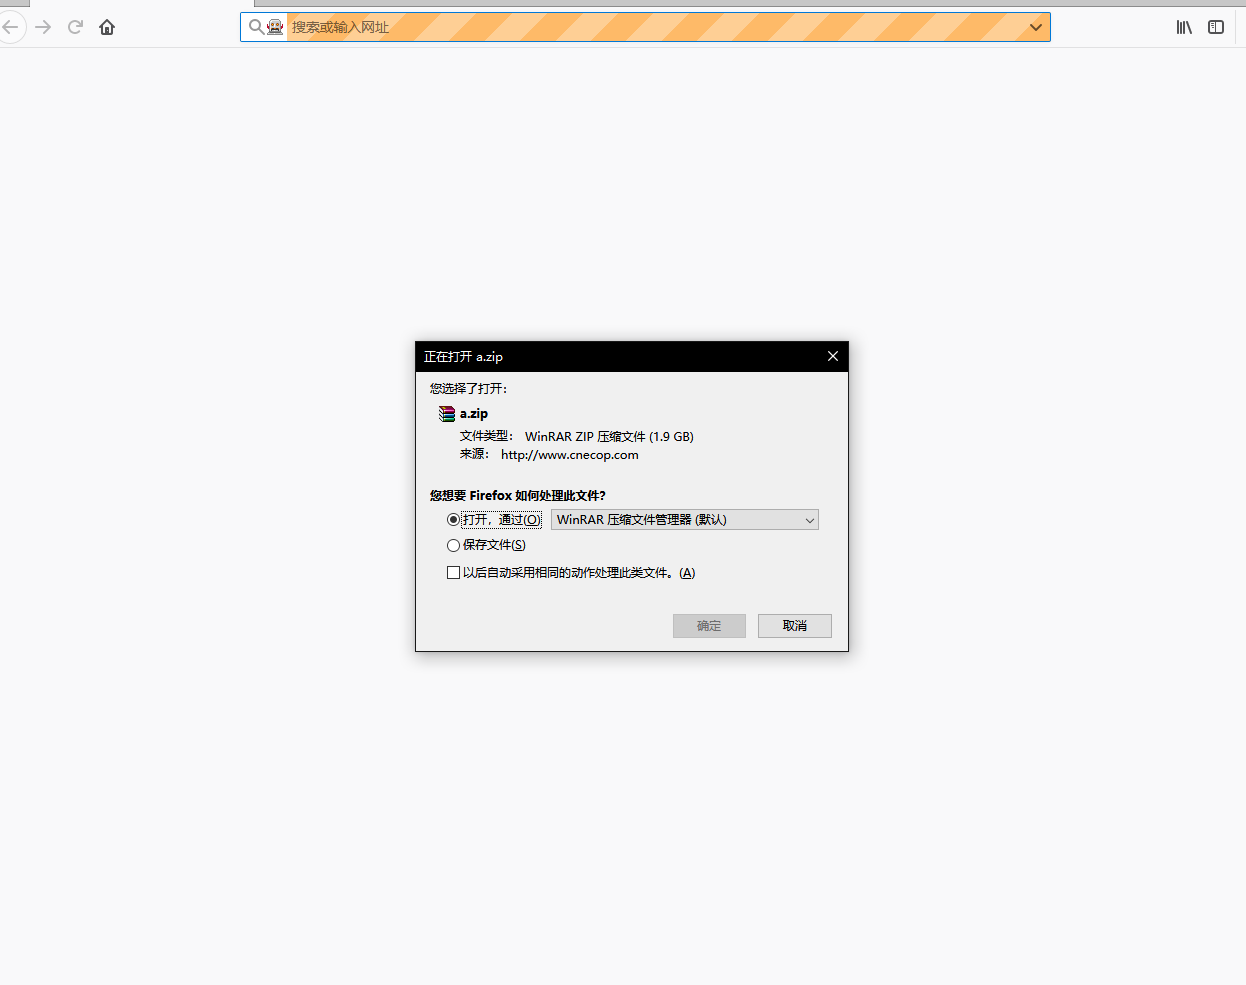 搜索或输入网址
正在打开 a.zip
您选择了打开：
a.zip
文件类型： WinRAR ZIP 压缩文件 (1.9 GB)
来源： http://www.cnecop.com
您想要 Firefox 如何处理此文件？
打开，通过(O) WinRAR 压缩文件管理器 (默认)
保存文件(S)
以后自动采用相同的动作处理此类文件。(A)
确定 取消